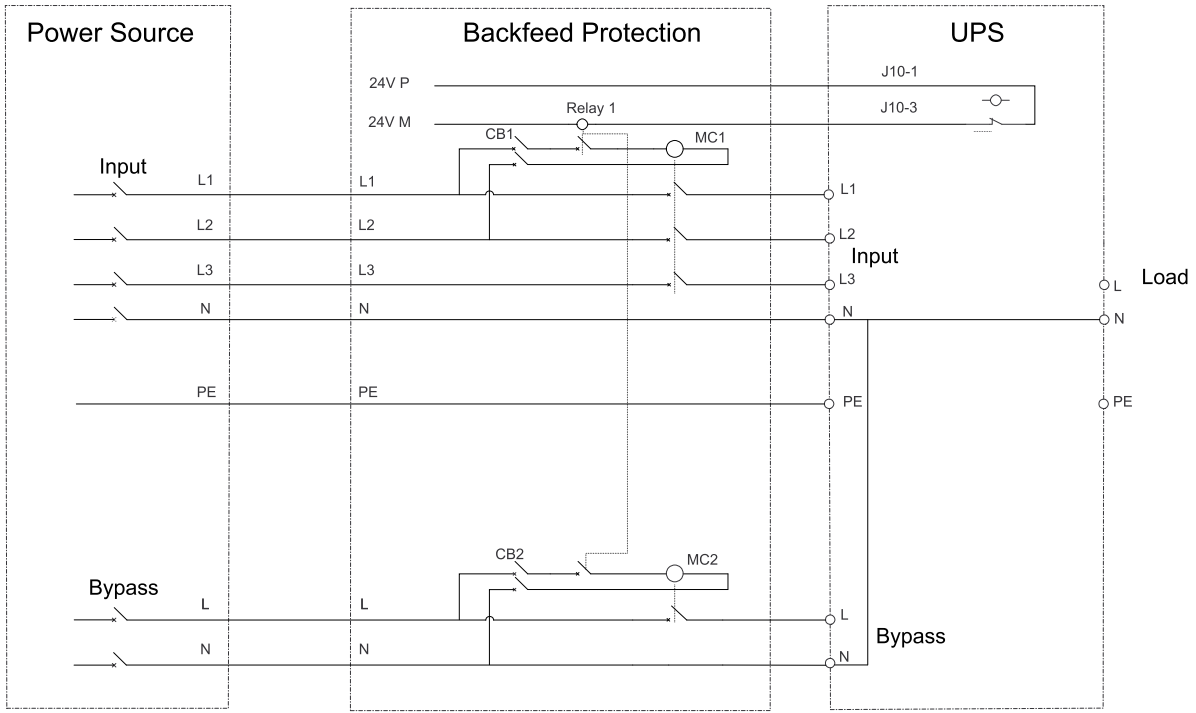 Power Source
Backfeed Protection
UPS
24V P
J10-1
24V M
Relay 1
J10-3
CB1
MC1
Input
L1
L1
L1
L2
L2
L2
Input
L3
L3
L3
L
Load
N
N
N
N
PE
PE
PE
PE
CB2
MC2
Bypass
L
L
L
Bypass
N
N
N